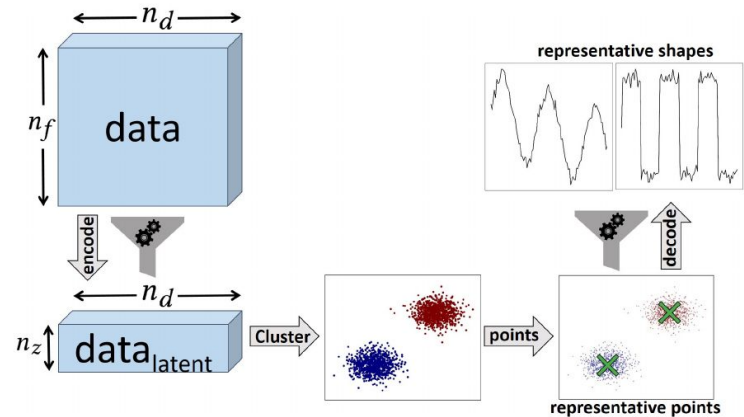 n_d
representative shapes
n_f
data
encode
decode
n_d
n_z
data_latent
Cluster
points
representative points